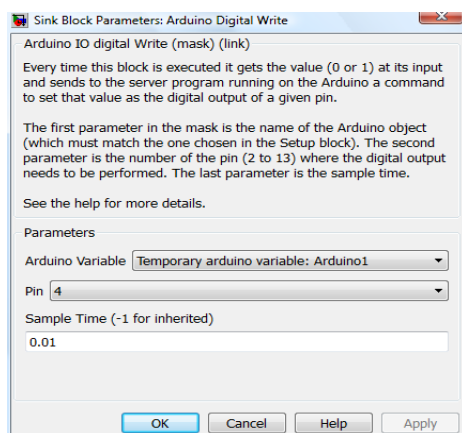 Sink Block Parameters: Arduino Digital Write
Arduino IO digital Write (mask) (link)
Every time this block is executed it gets the value (0 or 1) at its input
and sends to the server program running on the Arduino a command
to set that value as the digital output of a given pin.
The first parameter in the mask is the name of the Arduino object
(which must match the one chosen in the Setup block). The second
parameter is the number of the pin (2 to 13) where the digital output
needs to be performed. The last parameter is the sample time.
See the help for more details.
Parameters
Arduino Variable Temporary arduino variable: Arduino1
Pin 4
Sample Time (-1 for inherited)
0.01
OK Cancel Help Apply